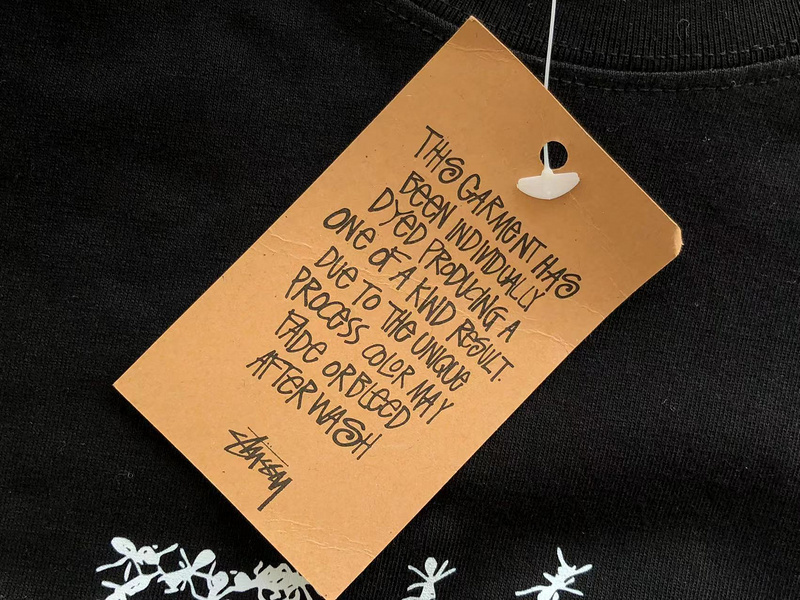 THIS GARMENT HAS
BEEN INDIVIDUALLY
DYED PRODUCING A
ONE OF A KIND RESULT.
DUE TO THE UNIQUE
PROCESS COLOR MAY
FADE OR BLEED
AFTER WASH
Stüssy